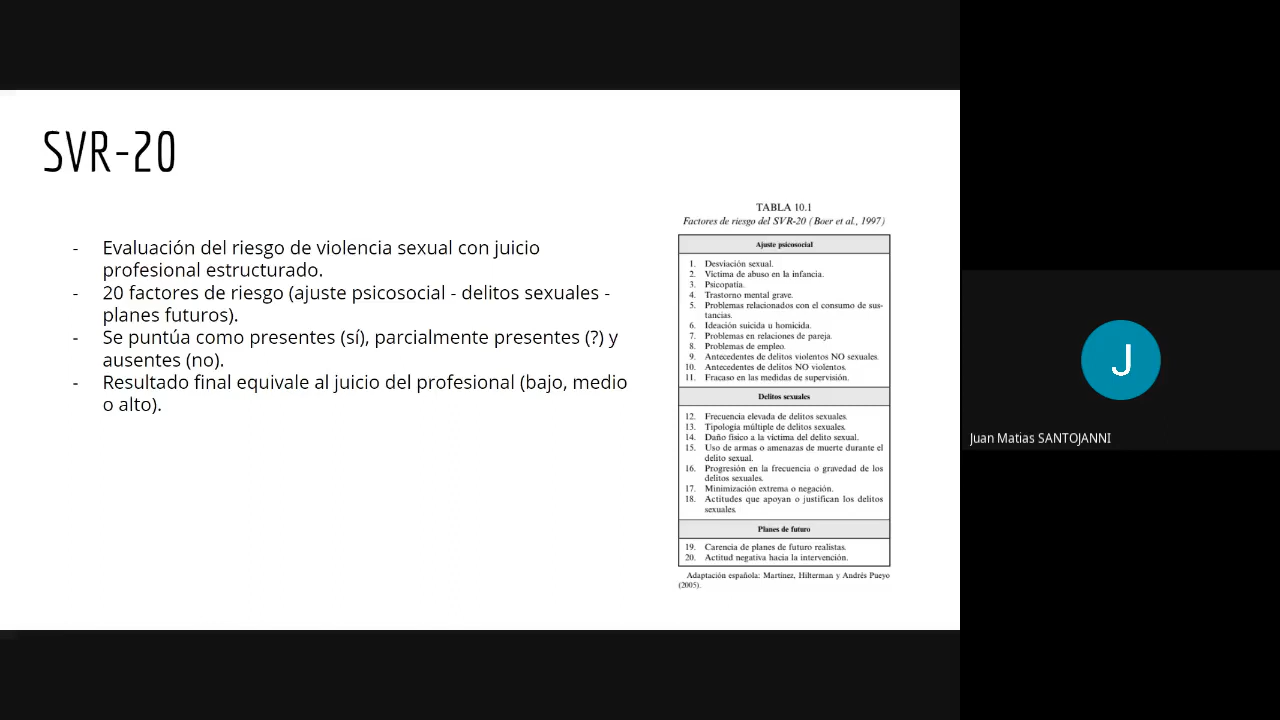 SVR-20
- Evaluación del riesgo de violencia sexual con juicio
profesional estructurado.
- 20 factores de riesgo (ajuste psicosocial - delitos sexuales -
planes futuros).
- Se puntúa como presentes (sí), parcialmente presentes (?) y
ausentes (no).
- Resultado final equivale al juicio del profesional (bajo, medio
o alto).
TABLA 10.1
Factores de riesgo del SVR-20 (Boer et al., 1997)
Ajuste psicosocial
1. Desviación sexual.
2. Víctima de abuso en la infancia.
3. Psicopatía.
4. Trastorno mental grave.
5. Problemas relacionados con el consumo de sus-
tancias.
6. Ideación suicida u homicida.
7. Problemas en relaciones de pareja.
8. Problemas de empleo.
9. Antecedentes de delitos violentos NO sexuales.
10. Antecedentes de delitos NO violentos.
11. Fracaso en las medidas de supervisión.
Delitos sexuales
12. Frecuencia elevada de delitos sexuales.
13. Tipología múltiple de delitos sexuales.
14. Daño físico a la víctima del delito sexual.
15. Uso de armas o amenazas de muerte durante el
delito sexual.
16. Progresión en la frecuencia o gravedad de los
delitos sexuales.
17. Minimización extrema o negación.
18. Actitudes que apoyan o justifican los delitos
sexuales.
Planes de futuro
19. Carencia de planes de futuro realistas.
20. Actitud negativa hacia la intervención.
Adaptación española: Martínez, Hilterman y Andrés Pueyo
(2005).
J
Juan Matias SANTOJANNI